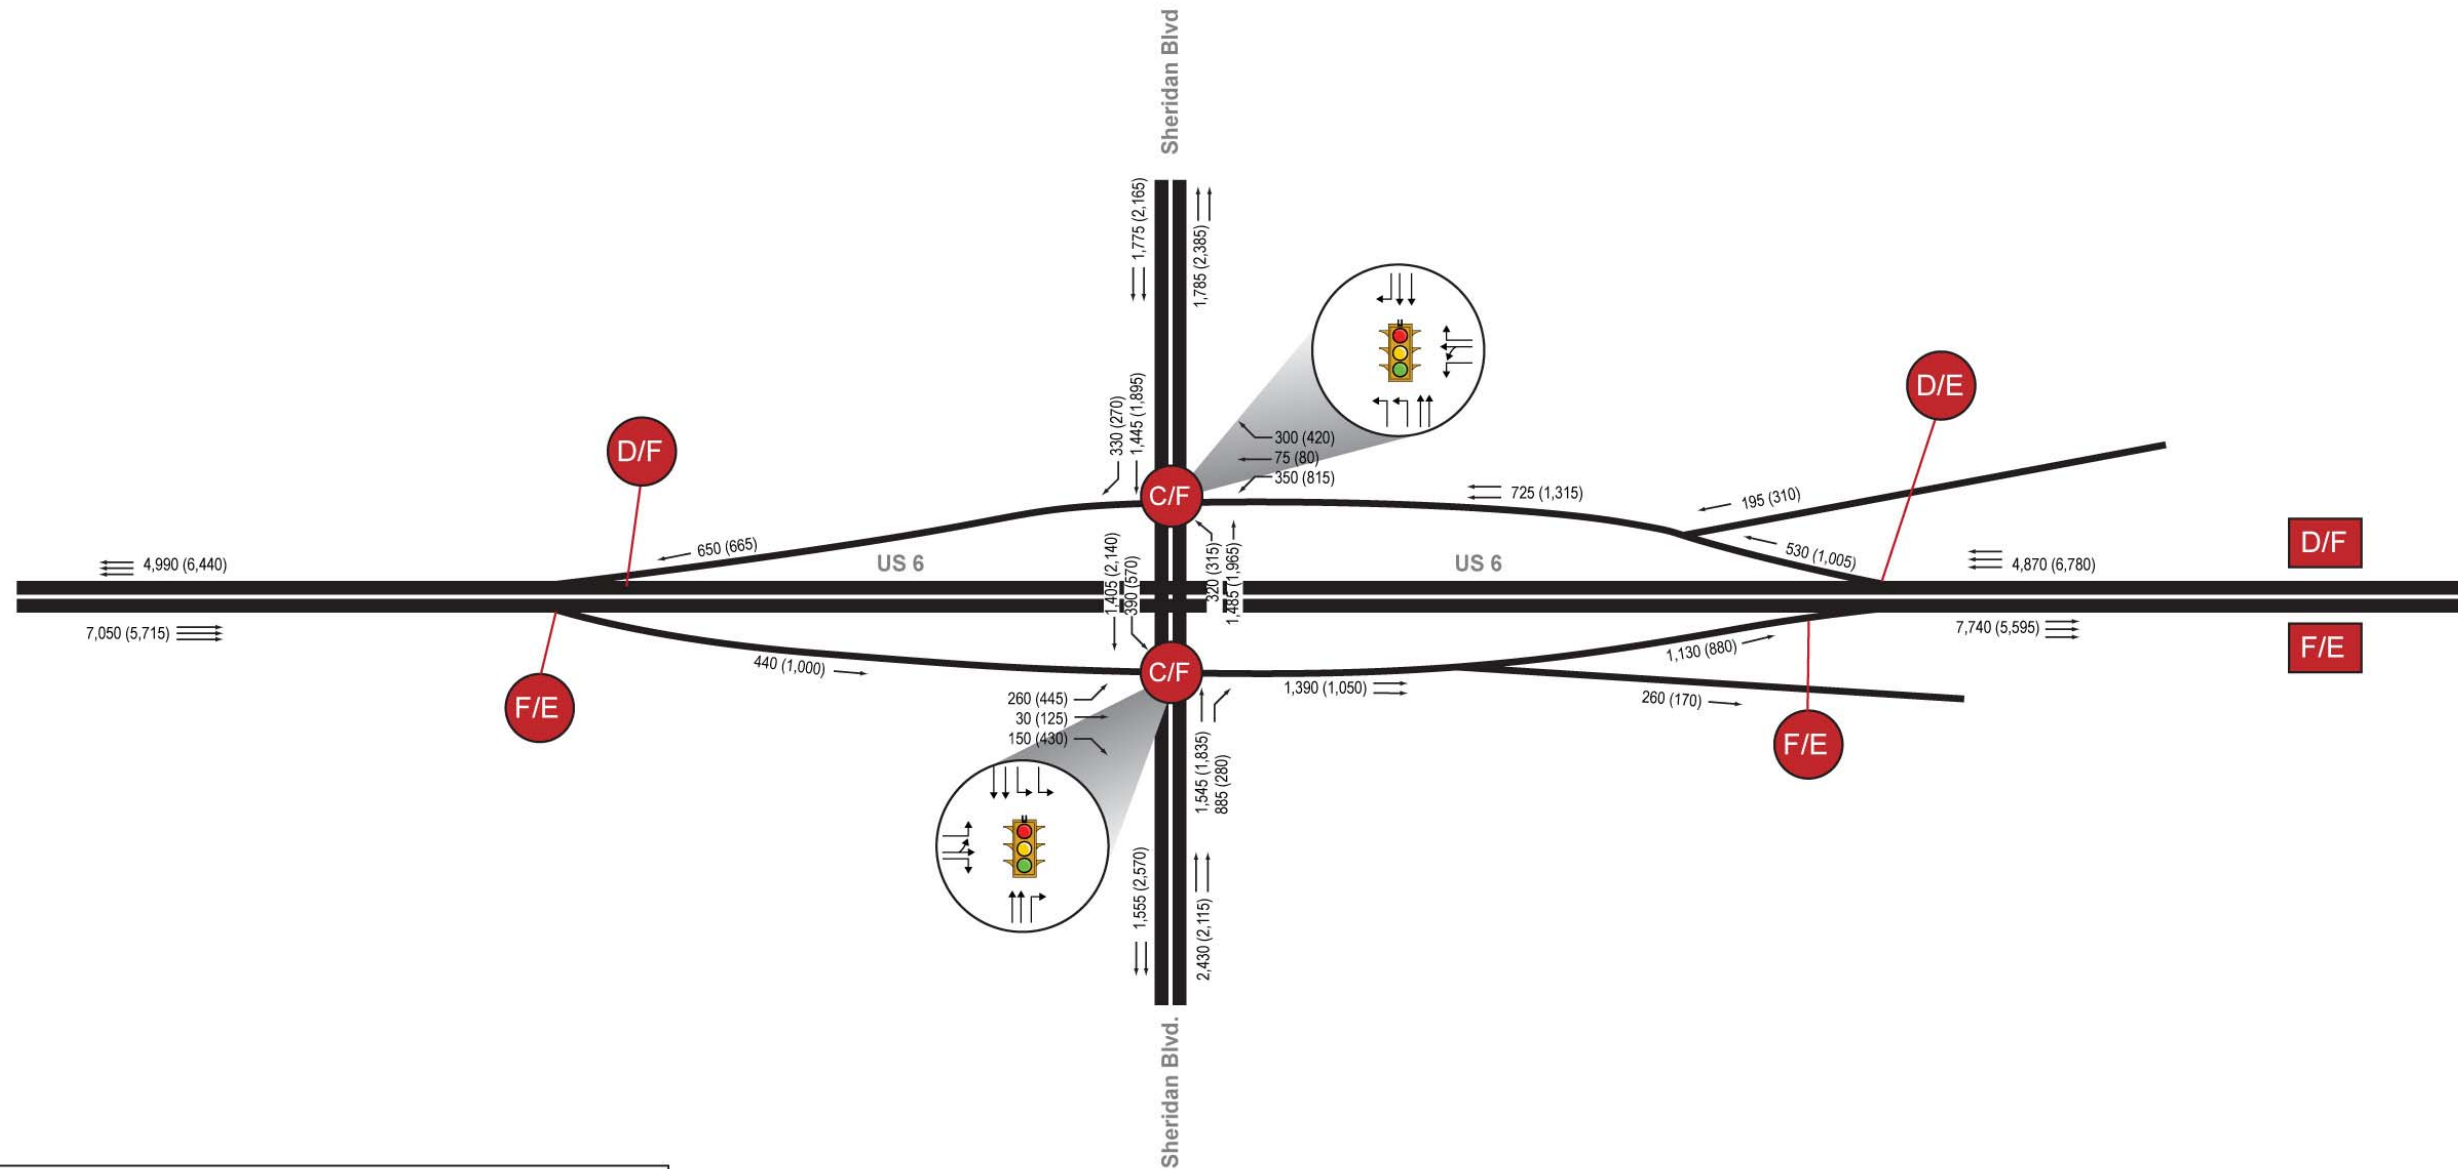 Sheridan Blvd
1,775 (2,165)
1,785 (2,385)
D/E
330 (270)
1,445 (1,895)
300 (420)
75 (80)
350 (815)
D/F
C/F
725 (1,315)
195 (310)
530 (1,005)
D/F
650 (665)
4,990 (6,440)
US 6
1,405 (2,140)
390 (570)
320 (315)
1,485 (1,965)
US 6
4,870 (6,780)
7,050 (5,715)
7,740 (5,595)
F/E
440 (1,000)
C/F
1,130 (880)
1,390 (1,050)
260 (170)
F/E
260 (445)
30 (125)
150 (430)
1,545 (1,835)
885 (280)
F/E
1,555 (2,570)
2,430 (2,115)
Sheridan Blvd.